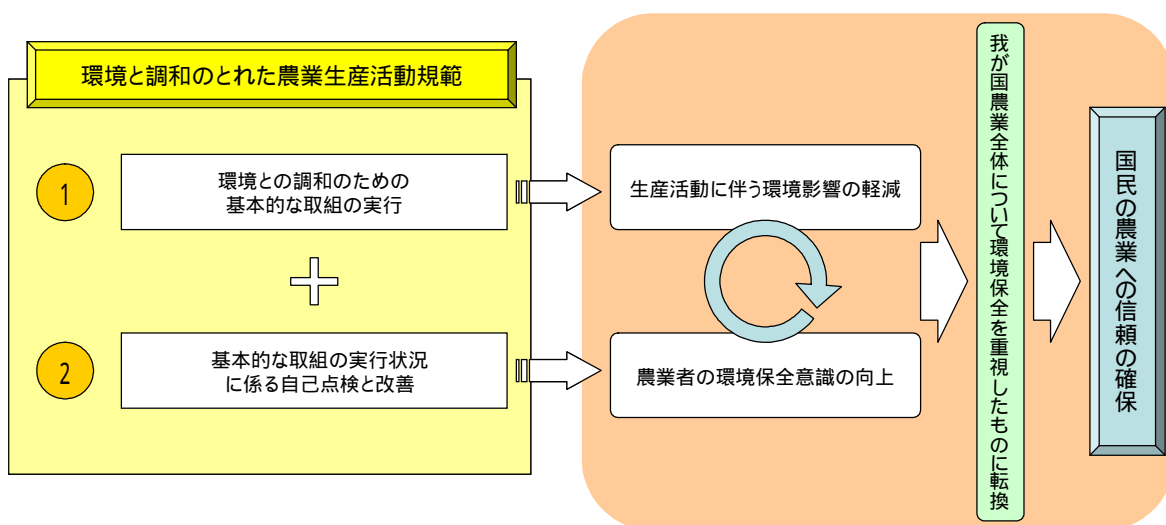 環境と調和のとれた農業生産活動規範
1
環境との調和のための
基本的な取組の実行
2
基本的な取組の実行状況
に係る自己点検と改善
生産活動に伴う環境影響の軽減
農業者の環境保全意識の向上
我が国農業全体について環境保全を重視したものに転換
国民の農業への信頼の確保